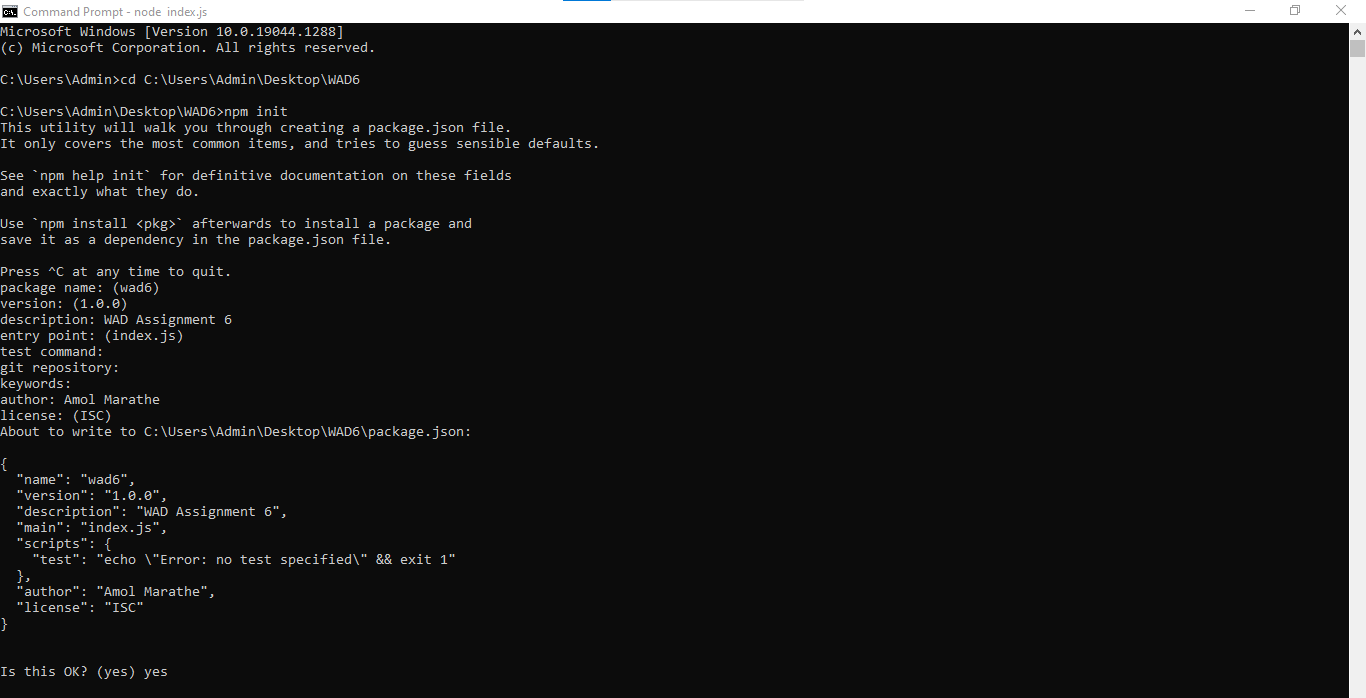 Command Prompt - node  index.js
Microsoft Windows [Version 10.0.19044.1288]
(c) Microsoft Corporation. All rights reserved.

C:\Users\Admin>cd C:\Users\Admin\Desktop\WAD6

C:\Users\Admin\Desktop\WAD6>npm init
This utility will walk you through creating a package.json file.
It only covers the most common items, and tries to guess sensible defaults.

See `npm help init` for definitive documentation on these fields
and exactly what they do.

Use `npm install <pkg>` afterwards to install a package and
save it as a dependency in the package.json file.

Press ^C at any time to quit.
package name: (wad6)
version: (1.0.0)
description: WAD Assignment 6
entry point: (index.js)
test command:
git repository:
keywords:
author: Amol Marathe
license: (ISC)
About to write to C:\Users\Admin\Desktop\WAD6\package.json:

{
  "name": "wad6",
  "version": "1.0.0",
  "description": "WAD Assignment 6",
  "main": "index.js",
  "scripts": {
    "test": "echo \"Error: no test specified\" && exit 1"
  },
  "author": "Amol Marathe",
  "license": "ISC"
}


Is this OK? (yes) yes